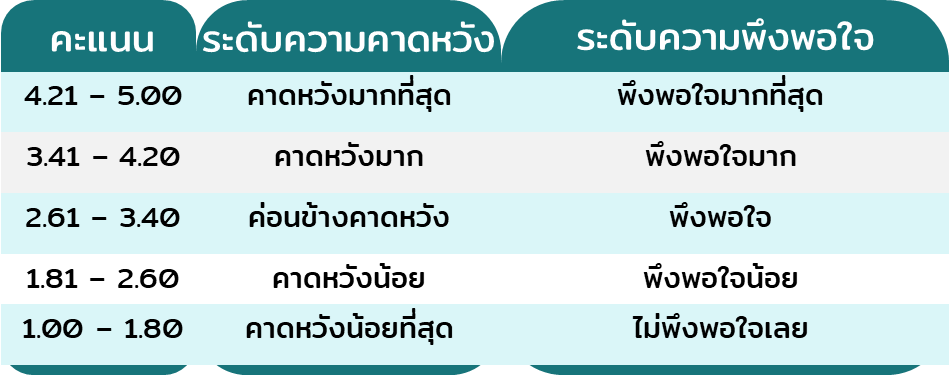 คะแนน ระดับความคาดหวัง ระดับความพึงพอใจ
4.21 – 5.00 คาดหวังมากที่สุด พึงพอใจมากที่สุด
3.41 – 4.20 คาดหวังมาก พึงพอใจมาก
2.61 – 3.40 ค่อนข้างคาดหวัง พึงพอใจ
1.81 – 2.60 คาดหวังน้อย พึงพอใจน้อย
1.00 – 1.80 คาดหวังน้อยที่สุด ไม่พึงพอใจเลย